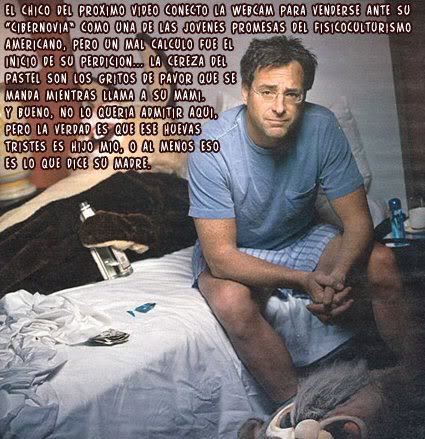 EL CHICO DEL PROXIMO VIDEO CONECTO LA WEBCAM PARA VENDERSE ANTE SU
"CIBERNOVIA" COMO UNA DE LAS JOVENES PROMESAS DEL FISICOCULTURISMO
AMERICANO, PERO UN MAL CALCULO FUE EL
INICIO DE SU PERDICION... LA CEREZA DEL
PASTEL SON LOS GRITOS DE PAVOR QUE SE
MANDA MIENTRAS LLAMA A SU MAMI.
Y BUENO, NO LO QUERIA ADMITIR AQUI,
PERO LA VERDAD ES QUE ESE HUEVAS
TRISTES ES HIJO MIO, O AL MENOS ESO
ES LO QUE DICE SU MADRE.